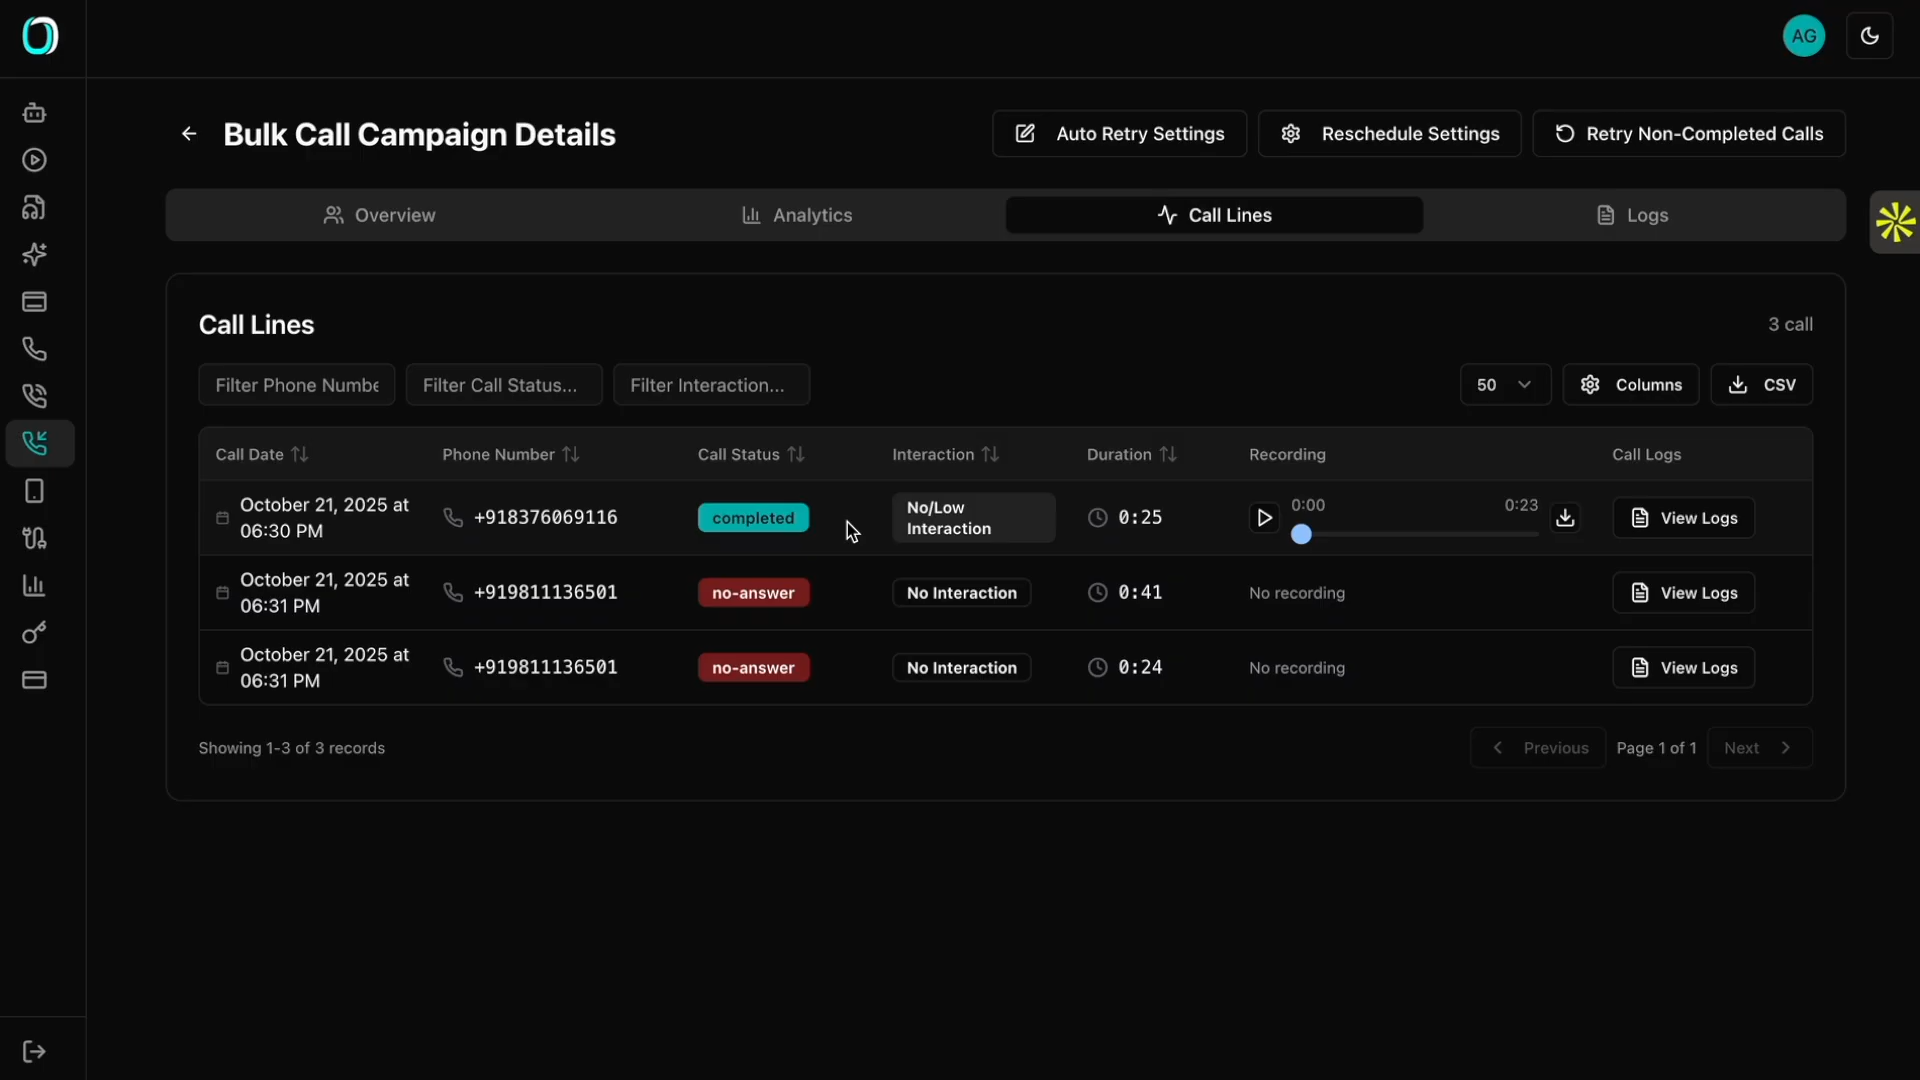 AG
Bulk Call Campaign Details
Auto Retry Settings
Reschedule Settings
Retry Non-Completed Calls
Overview
Analytics
Call Lines
Logs
Call Lines
3 call
Filter Phone Numbe
Filter Call Status...
Filter Interaction...
50
Columns
CSV
Call Date
Phone Number
Call Status
Interaction
Duration
Recording
Call Logs
October 21, 2025 at
06:30 PM
+918376069116
completed
No/Low
Interaction
0:25
0:00
0:23
View Logs
October 21, 2025 at
06:31 PM
+919811136501
no-answer
No Interaction
0:41
No recording
View Logs
October 21, 2025 at
06:31 PM
+919811136501
no-answer
No Interaction
0:24
No recording
View Logs
Showing 1-3 of 3 records
Previous
Page 1 of 1
Next